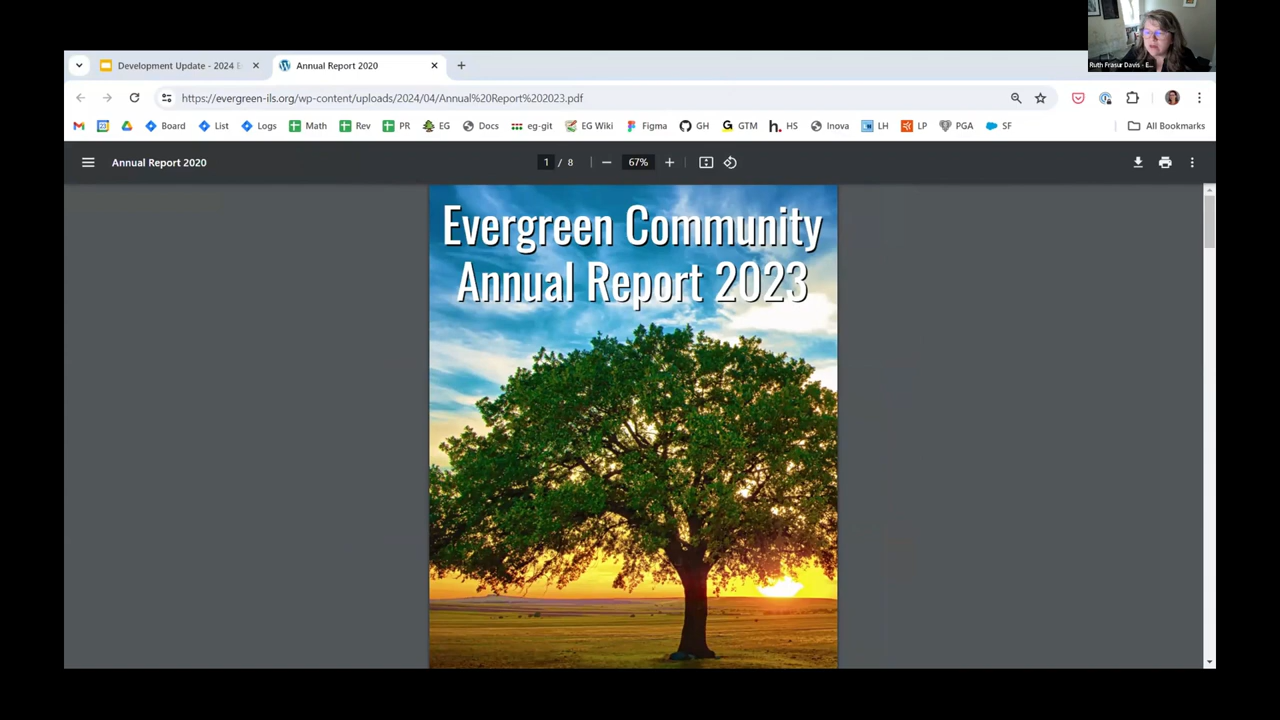 Ruth Frasur Davis - E...
Development Update - 2024 E
Annual Report 2020
https://evergreen-ils.org/wp-content/uploads/2024/04/Annual%20Report%202023.pdf
Board List Logs Math Rev PR EG Docs eg-git EG Wiki Figma GH GTM HS Inova LH LP PGA SF All Bookmarks
Annual Report 2020 1 / 8 67%
Evergreen Community
Annual Report 2023